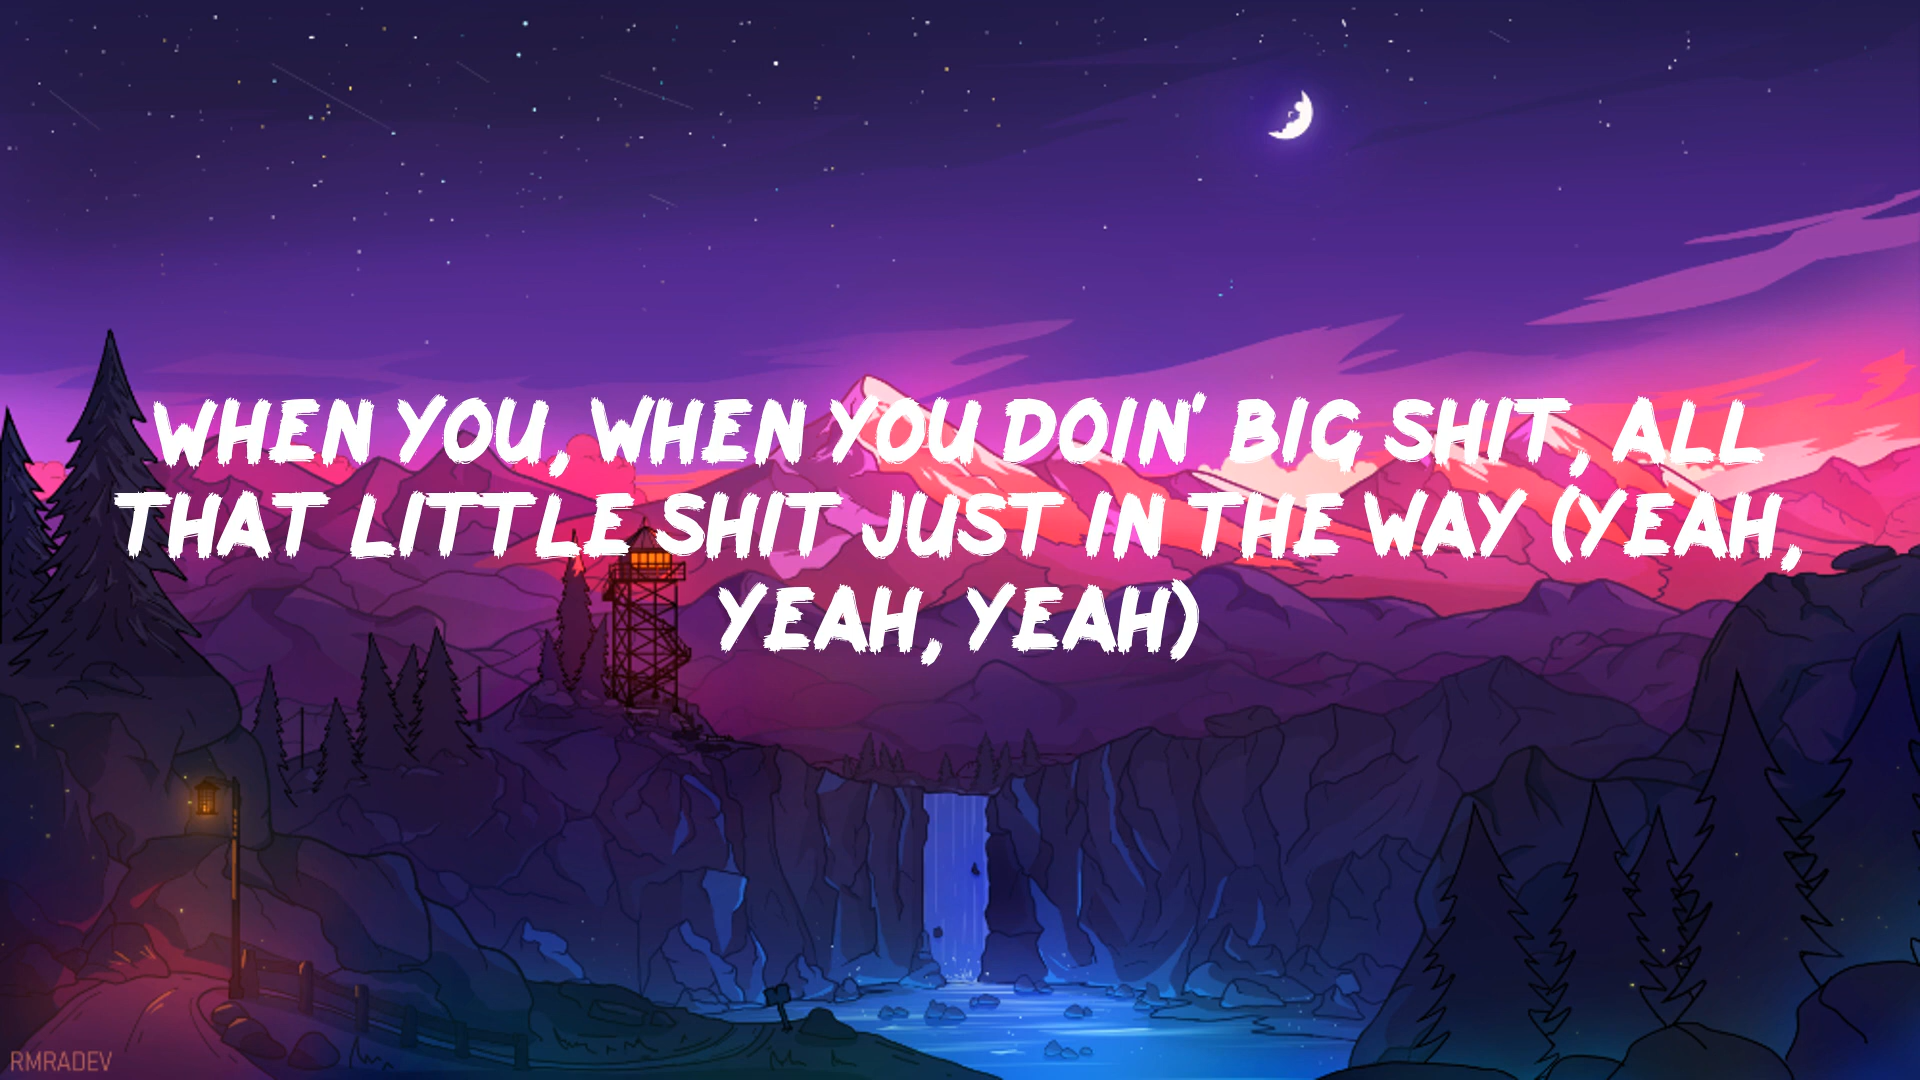 WHEN YOU, WHEN YOU DOIN' BIG SHIT, ALL
THAT LITTLE SHIT JUST IN THE WAY (YEAH,
YEAH, YEAH)
RMRADEV